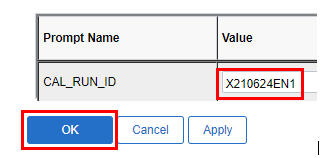 Prompt Name Value
CAL_RUN_ID X210624EN1
OK Cancel Apply